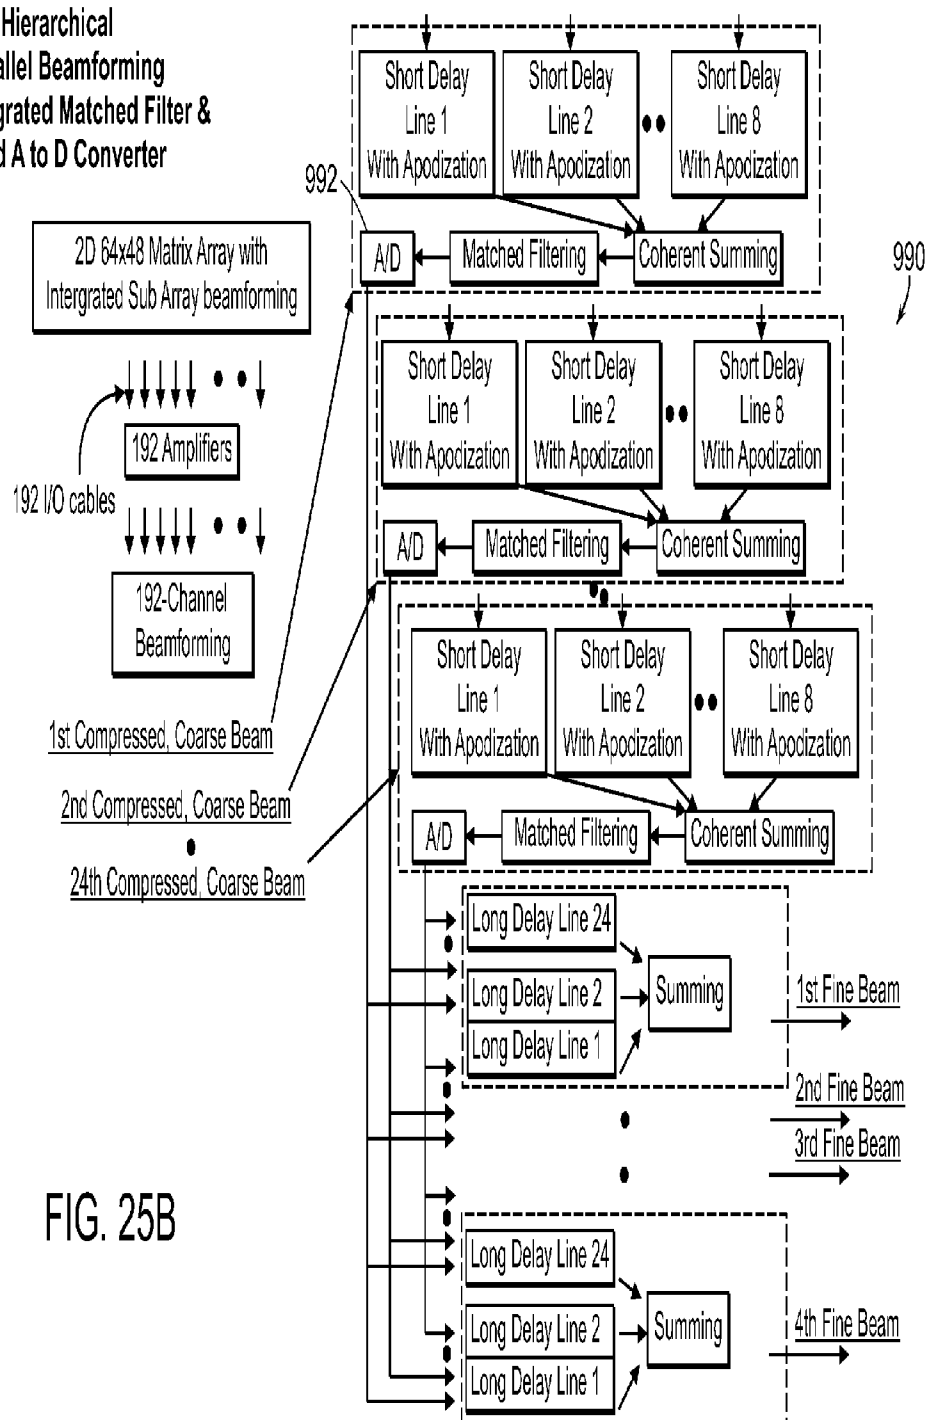 Hierarchical
allel Beamforming
grated Matched Filter &
d A to D Converter
992
990
2D 64x48 Matrix Array with
Intergrated Sub Array beamforming
192 Amplifiers
192 I/O cables
192-Channel
Beamforming
1st Compressed, Coarse Beam
2nd Compressed, Coarse Beam
24th Compressed, Coarse Beam
Short Delay
Line 1
With Apodization
Short Delay
Line 2
With Apodization
Short Delay
Line 8
With Apodization
A/D
Matched Filtering
Coherent Summing
Short Delay
Line 1
With Apodization
Short Delay
Line 2
With Apodization
Short Delay
Line 8
With Apodization
A/D
Matched Filtering
Coherent Summing
Short Delay
Line 1
With Apodization
Short Delay
Line 2
With Apodization
Short Delay
Line 8
With Apodization
A/D
Matched Filtering
Coherent Summing
Long Delay Line 24
Long Delay Line 2
Long Delay Line 1
Summing
1st Fine Beam
2nd Fine Beam
3rd Fine Beam
Long Delay Line 24
Long Delay Line 2
Long Delay Line 1
Summing
4th Fine Beam
FIG. 25B